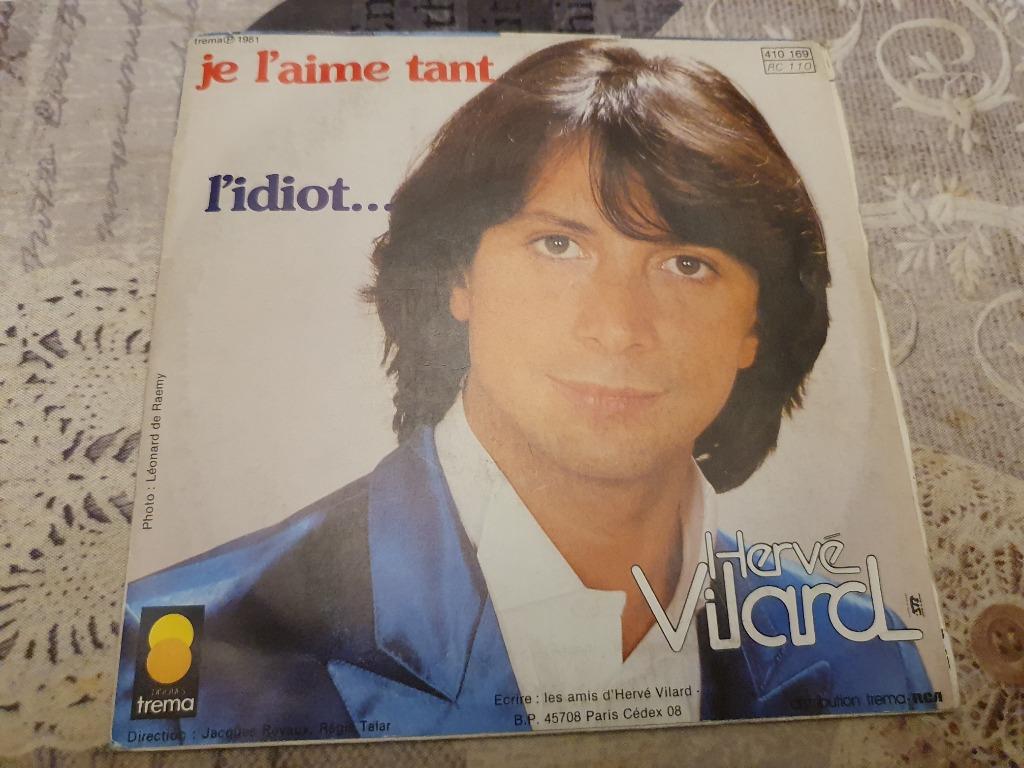 trema℗ 1981
410 169
RC 110
je l'aime tant
l'idiot...
Photo : Léonard de Raemy
Hervé
Vilard
DISQUES
trema
Ecrire : les amis d'Hervé Vilard -
B.P. 45708 Paris Cédex 08
distribution trema-RCA
Direction : Jacques Revaux, Régis Talar